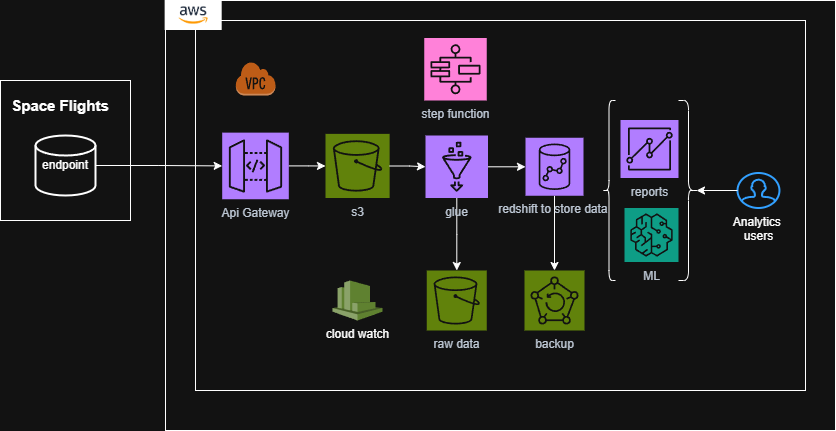 aws
VPC
step function
Space Flights
endpoint
Api Gateway
s3
glue
redshift to store data
reports
Analytics
users
ML
cloud watch
raw data
backup